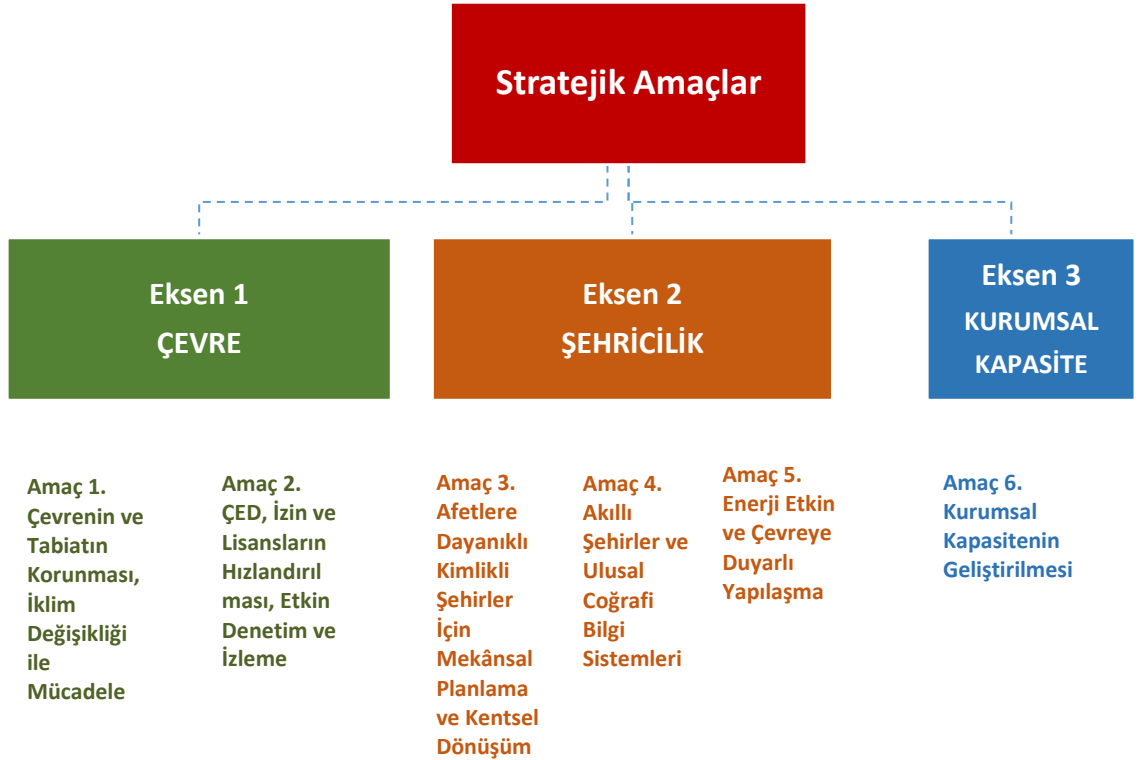 Stratejik Amaçlar
Eksen 1
ÇEVRE
Eksen 2
ŞEHRİCİLİK
Eksen 3
KURUMSAL
KAPASİTE
Amaç 1.
Çevrenin ve
Tabiatın
Korunması,
İklim
Değişikliği
ile
Mücadele
Amaç 2.
ÇED, İzin ve
Lisansların
Hızlandırıl
ması, Etkin
Denetim ve
İzleme
Amaç 3.
Afetlere
Dayanıklı
Kimlikli
Şehirler
İçin
Mekânsal
Planlama
ve Kentsel
Dönüşüm
Amaç 4.
Akıllı
Şehirler ve
Ulusal
Coğrafi
Bilgi
Sistemleri
Amaç 5.
Enerji Etkin
ve Çevreye
Duyarlı
Yapılaşma
Amaç 6.
Kurumsal
Kapasitenin
Geliştirilmesi